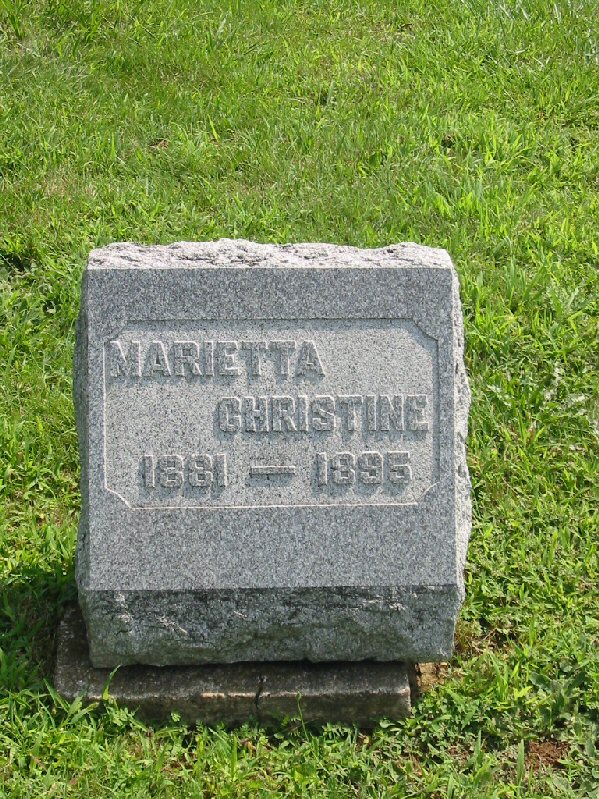 MARIETTA
CHRISTINE
1881 — 1895